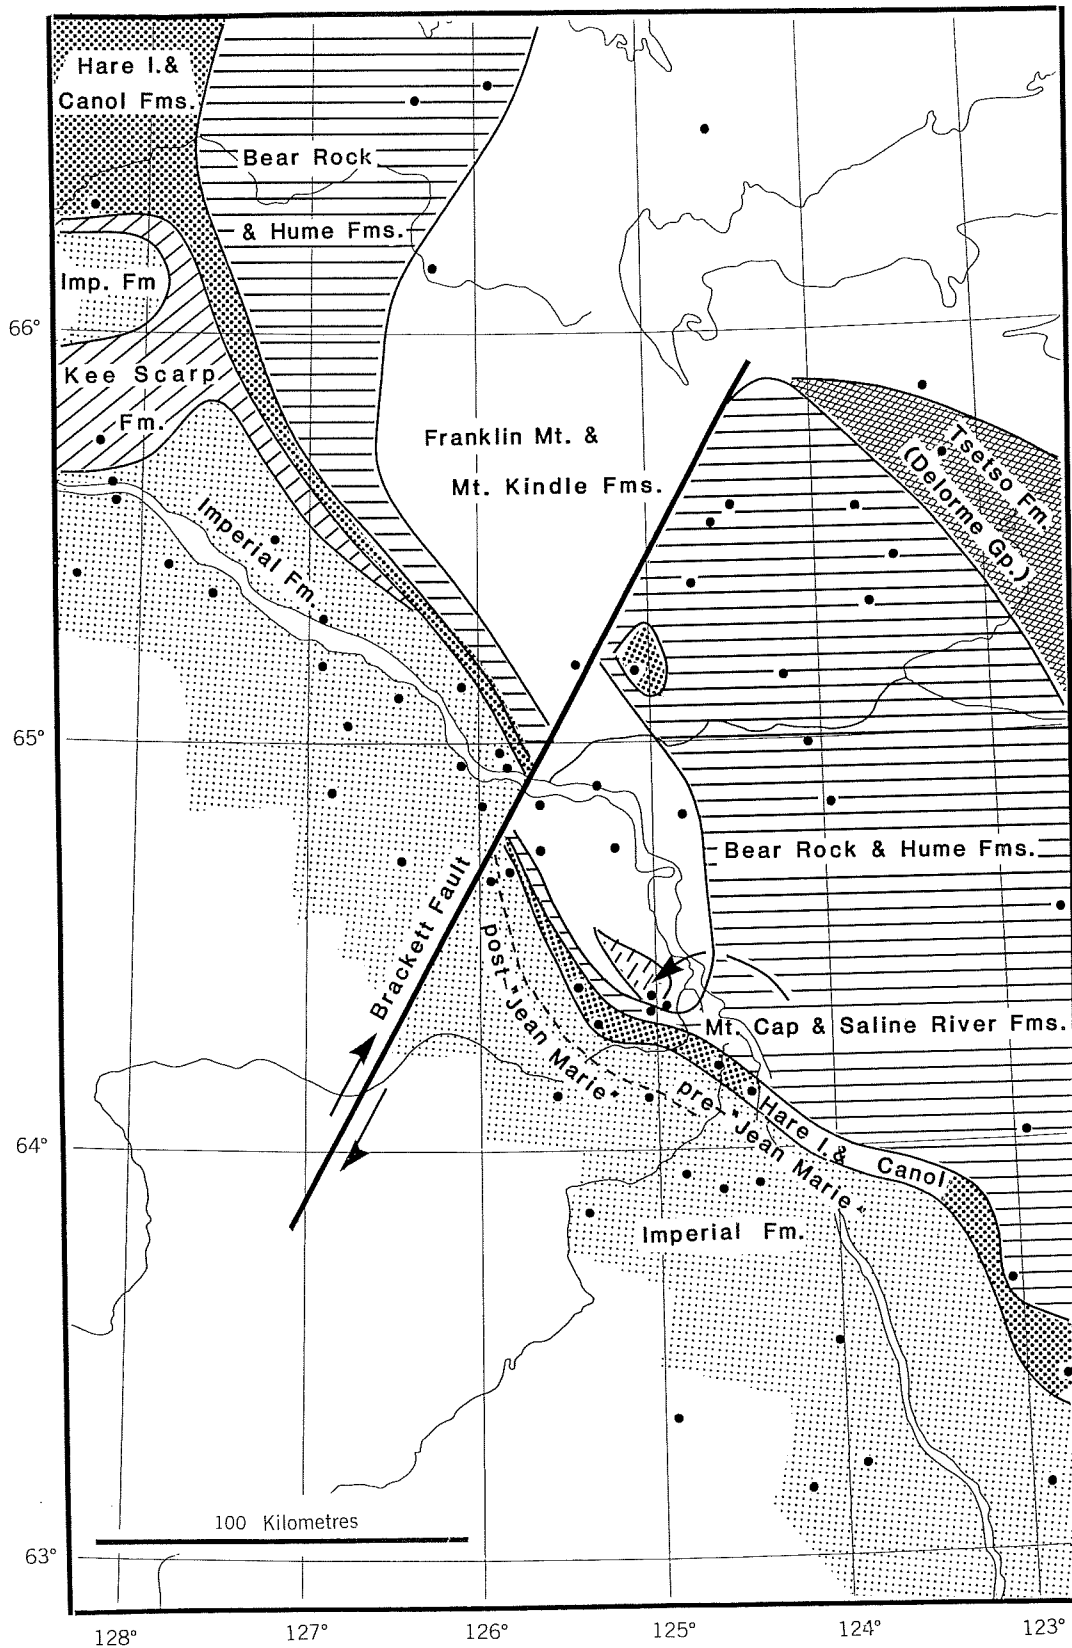 Hare I.&
Canol Fms.
Bear Rock
& Hume Fms.
Imp. Fm
66°
Kee Scarp
Fm.
Franklin Mt. &
Mt. Kindle Fms.
Tsetso Fm.
(Delorme Gp.)
Imperial Fm.
65°
Bear Rock & Hume Fms.
Brackett Fault
post-"Jean Marie"
Mt. Cap & Saline River Fms.
pre-"Jean Marie"
Hare I.& Canol
64°
Imperial Fm.
100 Kilometres
63°
128° 127° 126° 125° 124° 123°